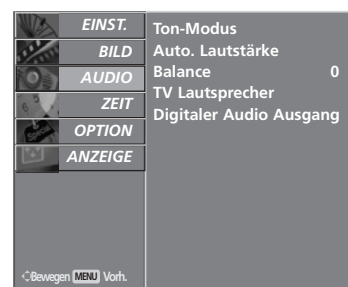 EINST.
BILD
AUDIO
ZEIT
OPTION
ANZEIGE
Ton-Modus
Auto. Lautstärke
Balance 0
TV Lautsprecher
Digitaler Audio Ausgang
Bewegen MENU Vorh.